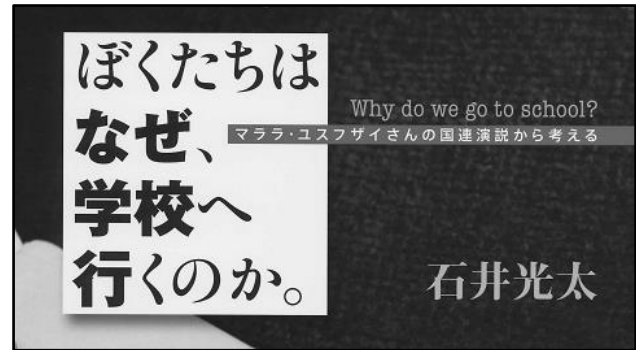 ぼくたちは
なぜ、
学校へ
行くのか。
Why do we go to school?
マララ・ユスフザイさんの国連演説から考える
石井光太